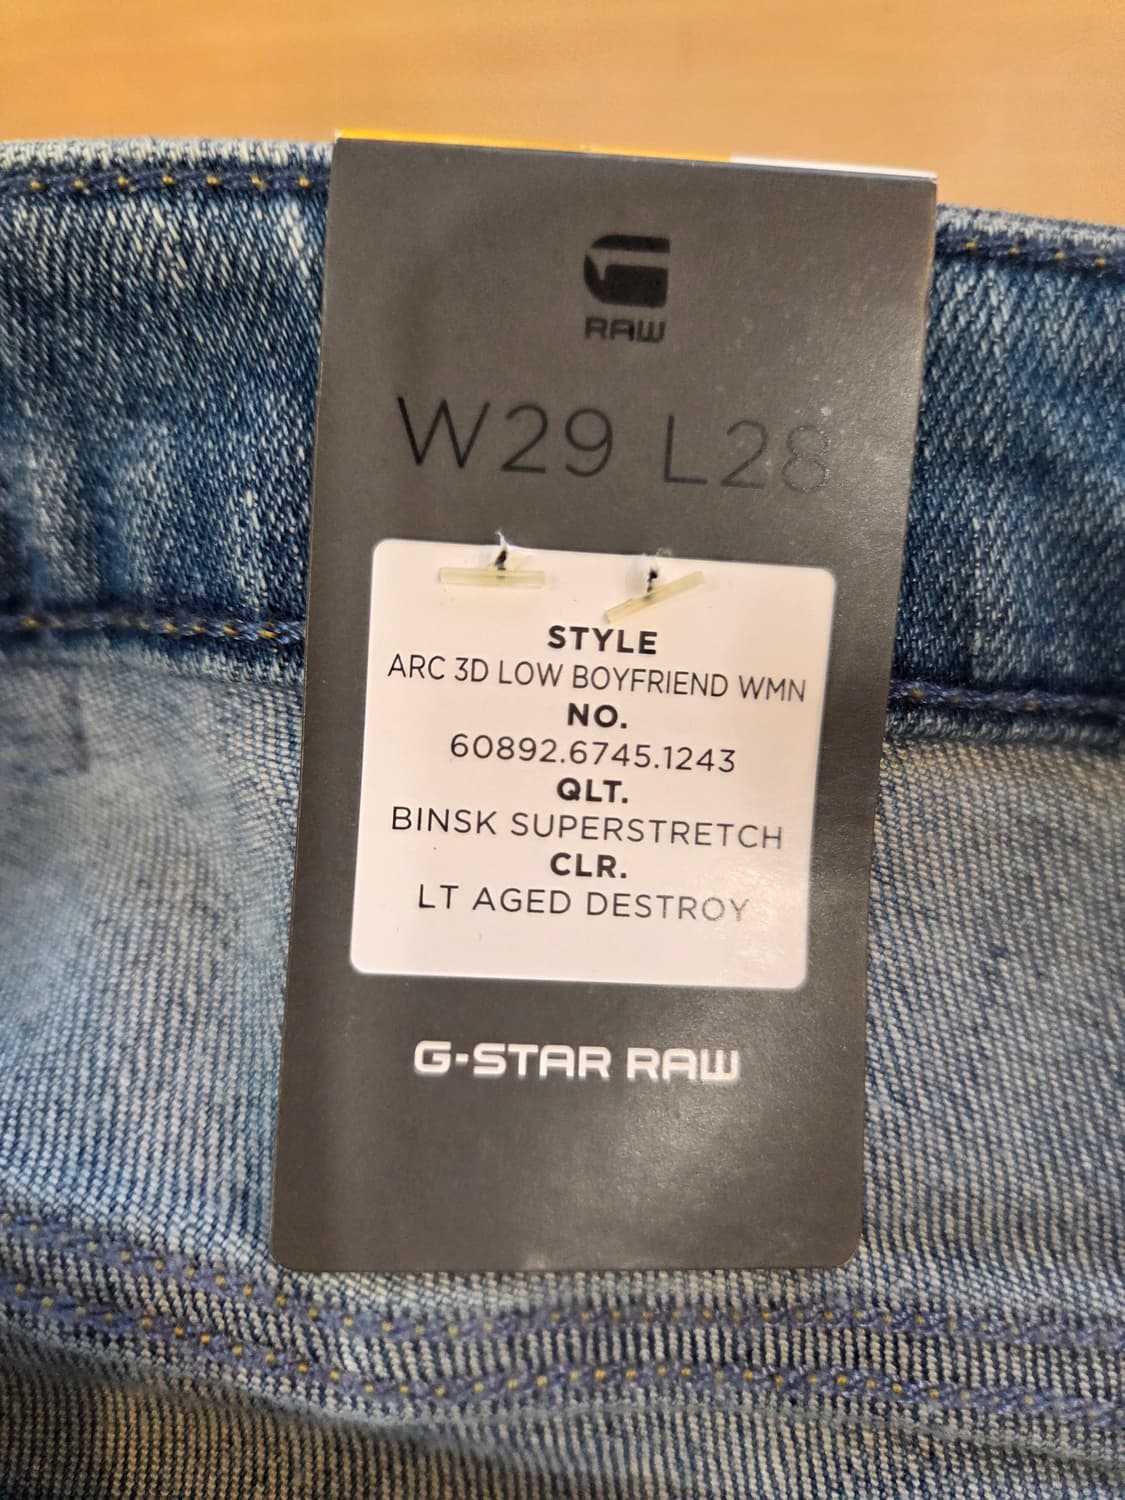 RAW
W29 L28
STYLE
ARC 3D LOW BOYFRIEND WMN
NO.
60892.6745.1243
QLT.
BINSK SUPERSTRETCH
CLR.
LT AGED DESTROY
G-STAR RAW